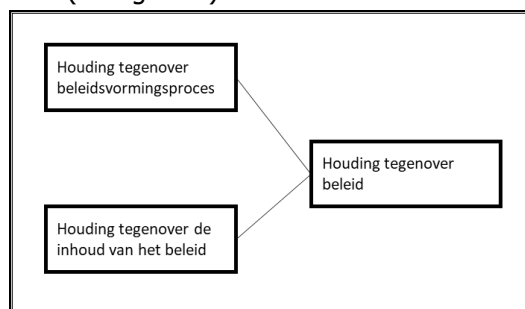 Houding tegenover
beleidsvormingsproces
Houding tegenover
beleid
Houding tegenover de
inhoud van het beleid